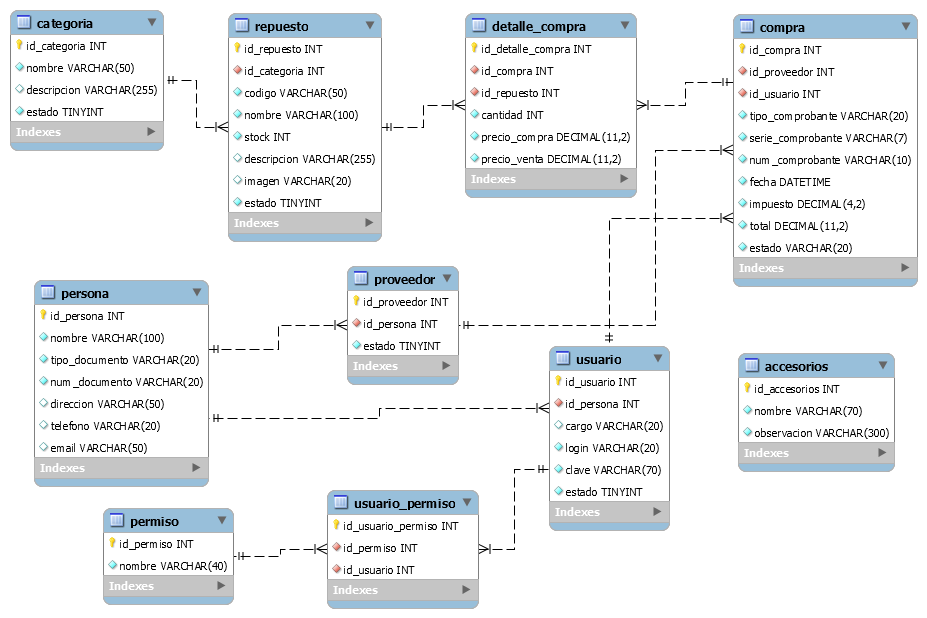 categoria
id_categoria INT
nombre VARCHAR(50)
descripcion VARCHAR(255)
estado TINYINT
Indexes
repuesto
id_repuesto INT
id_categoria INT
codigo VARCHAR(50)
nombre VARCHAR(100)
stock INT
descripcion VARCHAR(255)
imagen VARCHAR(20)
estado TINYINT
Indexes
detalle_compra
id_detalle_compra INT
id_compra INT
id_repuesto INT
cantidad INT
precio_compra DECIMAL(11,2)
precio_venta DECIMAL(11,2)
Indexes
compra
id_compra INT
id_proveedor INT
id_usuario INT
tipo_comprobante VARCHAR(20)
serie_comprobante VARCHAR(7)
num_comprobante VARCHAR(10)
fecha DATETIME
impuesto DECIMAL(4,2)
total DECIMAL(11,2)
estado VARCHAR(20)
Indexes
persona
id_persona INT
nombre VARCHAR(100)
tipo_documento VARCHAR(20)
num_documento VARCHAR(20)
direccion VARCHAR(50)
telefono VARCHAR(20)
email VARCHAR(50)
Indexes
proveedor
id_proveedor INT
id_persona INT
estado TINYINT
Indexes
usuario
id_usuario INT
id_persona INT
cargo VARCHAR(20)
login VARCHAR(20)
clave VARCHAR(70)
estado TINYINT
Indexes
accesorios
id_accesorios INT
nombre VARCHAR(70)
observacion VARCHAR(300)
Indexes
permiso
id_permiso INT
nombre VARCHAR(40)
Indexes
usuario_permiso
id_usuario_permiso INT
id_permiso INT
id_usuario INT
Indexes